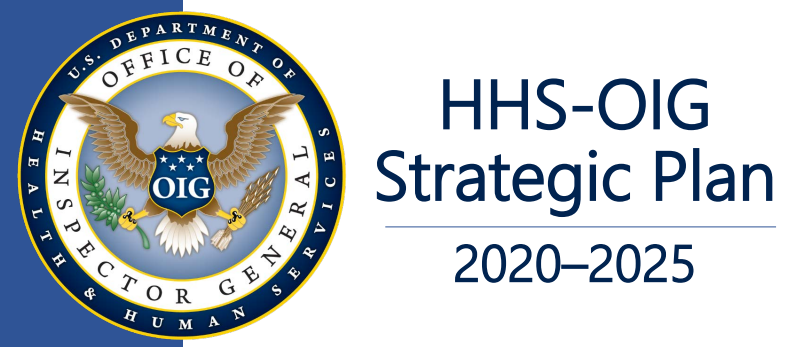 U.S. DEPARTMENT OF
HEALTH & HUMAN SERVICES
OFFICE OF
INSPECTOR GENERAL
OIG
HHS-OIG
Strategic Plan
2020–2025